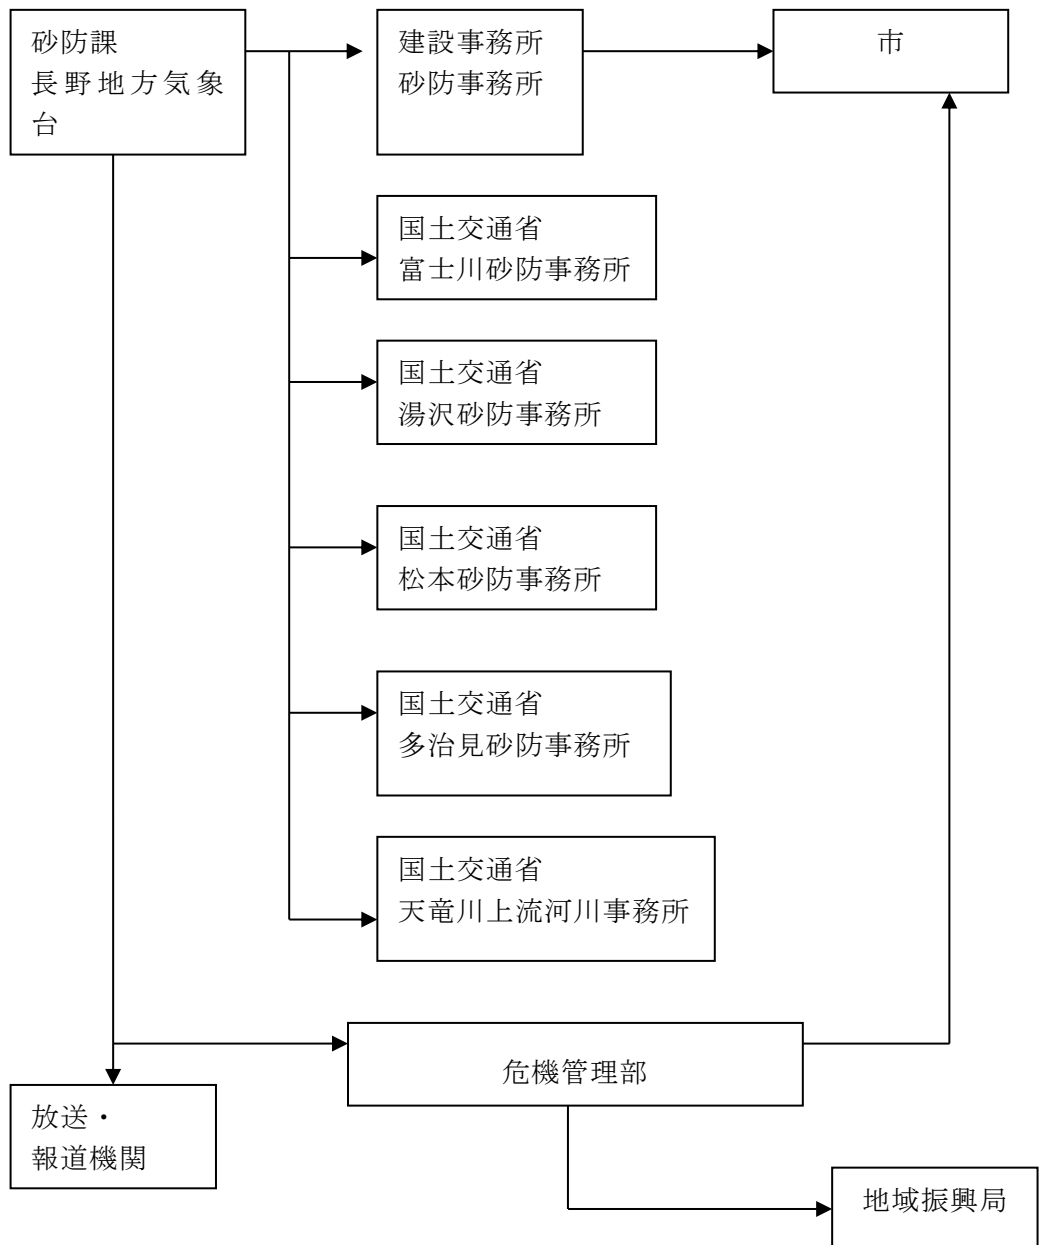 砂防課
長野地方気象
台
建設事務所
砂防事務所
市
国土交通省
富士川砂防事務所
国土交通省
湯沢砂防事務所
国土交通省
松本砂防事務所
国土交通省
多治見砂防事務所
国土交通省
天竜川上流河川事務所
危機管理部
放送・
報道機関
地域振興局